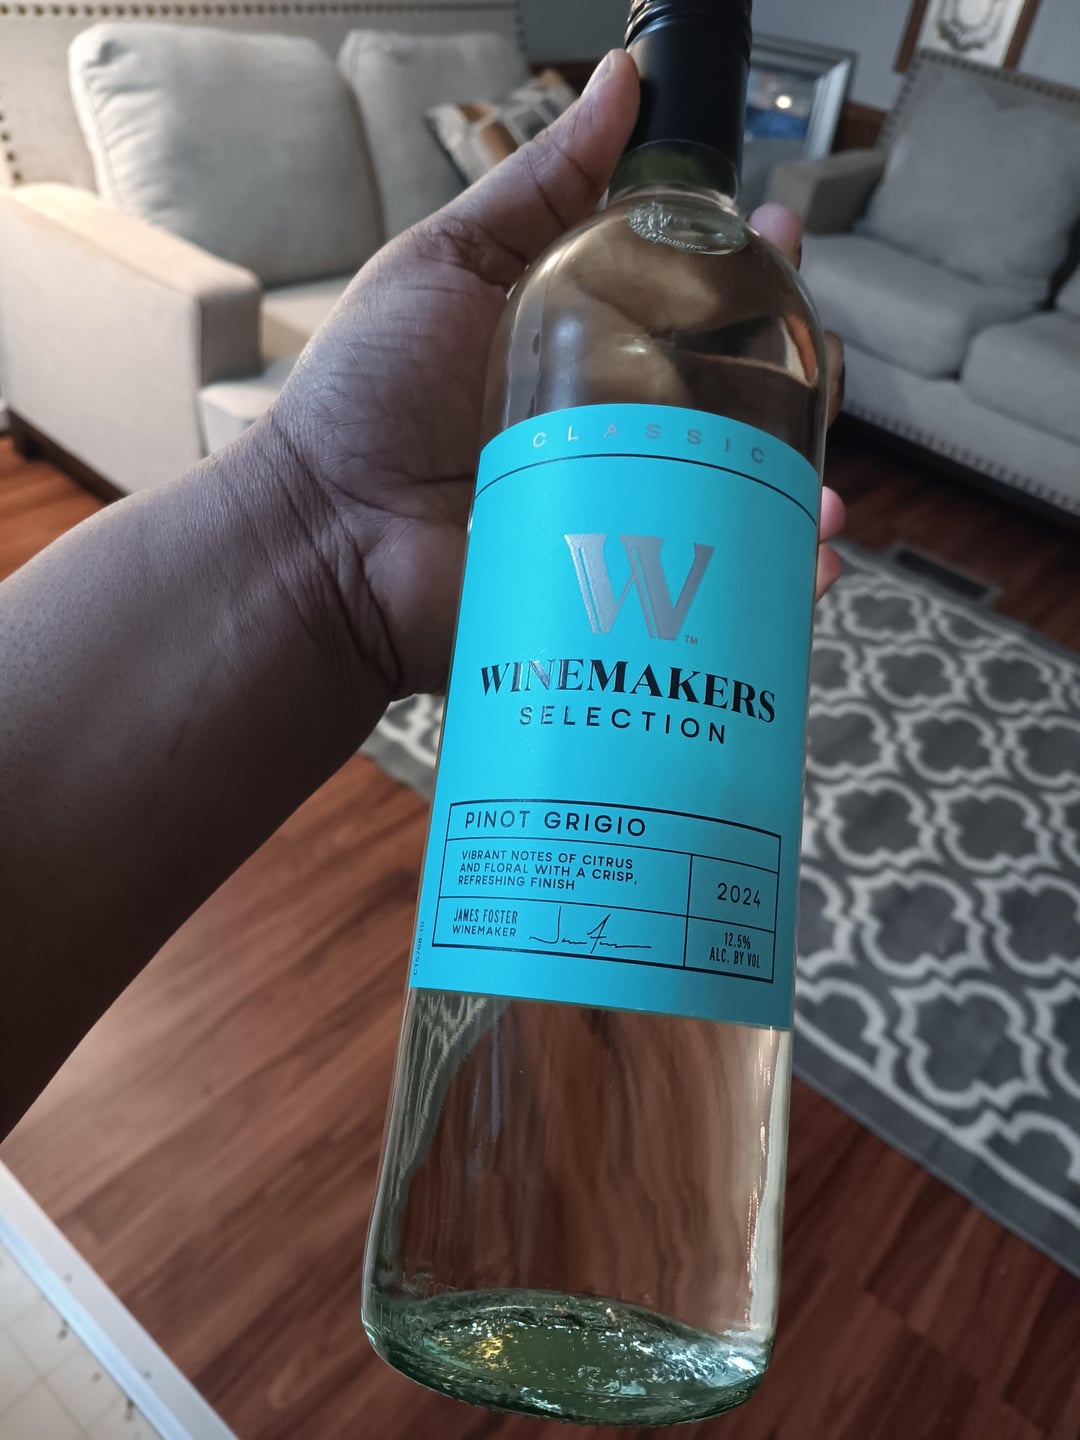 CLASSIC
W™
WINEMAKERS
SELECTION
PINOT GRIGIO
VIBRANT NOTES OF CITRUS
AND FLORAL WITH A CRISP,
REFRESHING FINISH
2024
JAMES FOSTER
WINEMAKER
12.5%
ALC. BY VOL